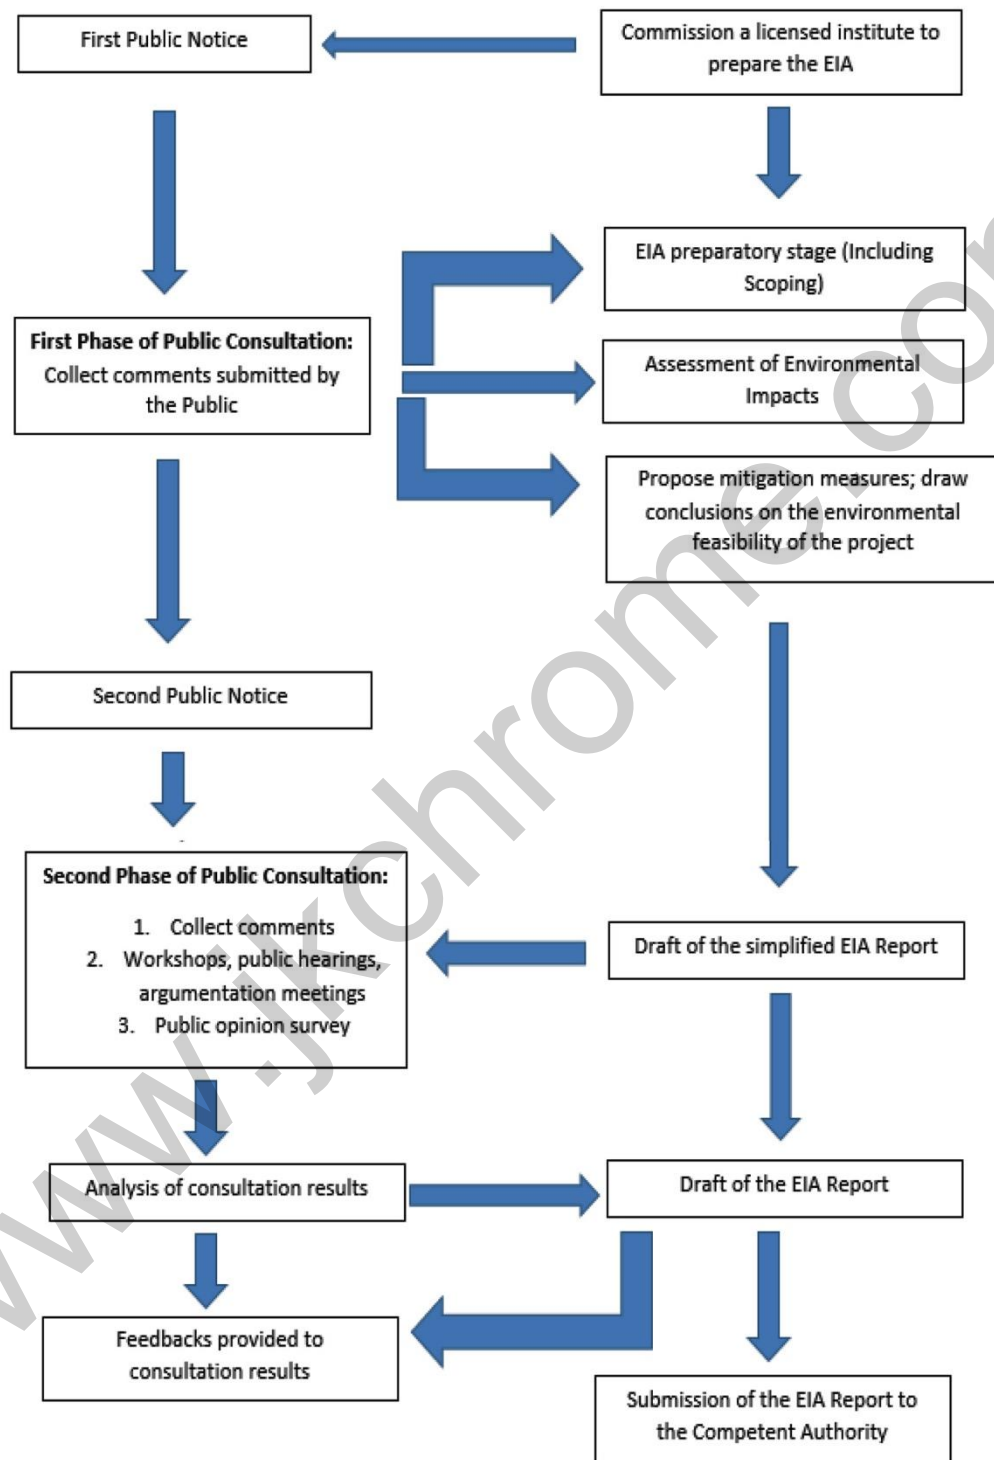 First Public Notice
Commission a licensed institute to
prepare the EIA
EIA preparatory stage (Including
Scoping)
First Phase of Public Consultation:
Collect comments submitted by
the Public
Assessment of Environmental
Impacts
Propose mitigation measures; draw
conclusions on the environmental
feasibility of the project
Second Public Notice
Second Phase of Public Consultation:
1. Collect comments
2. Workshops, public hearings,
argumentation meetings
3. Public opinion survey
Draft of the simplified EIA Report
Analysis of consultation results
Draft of the EIA Report
Feedbacks provided to
consultation results
Submission of the EIA Report to
the Competent Authority
www.jkchrome.com